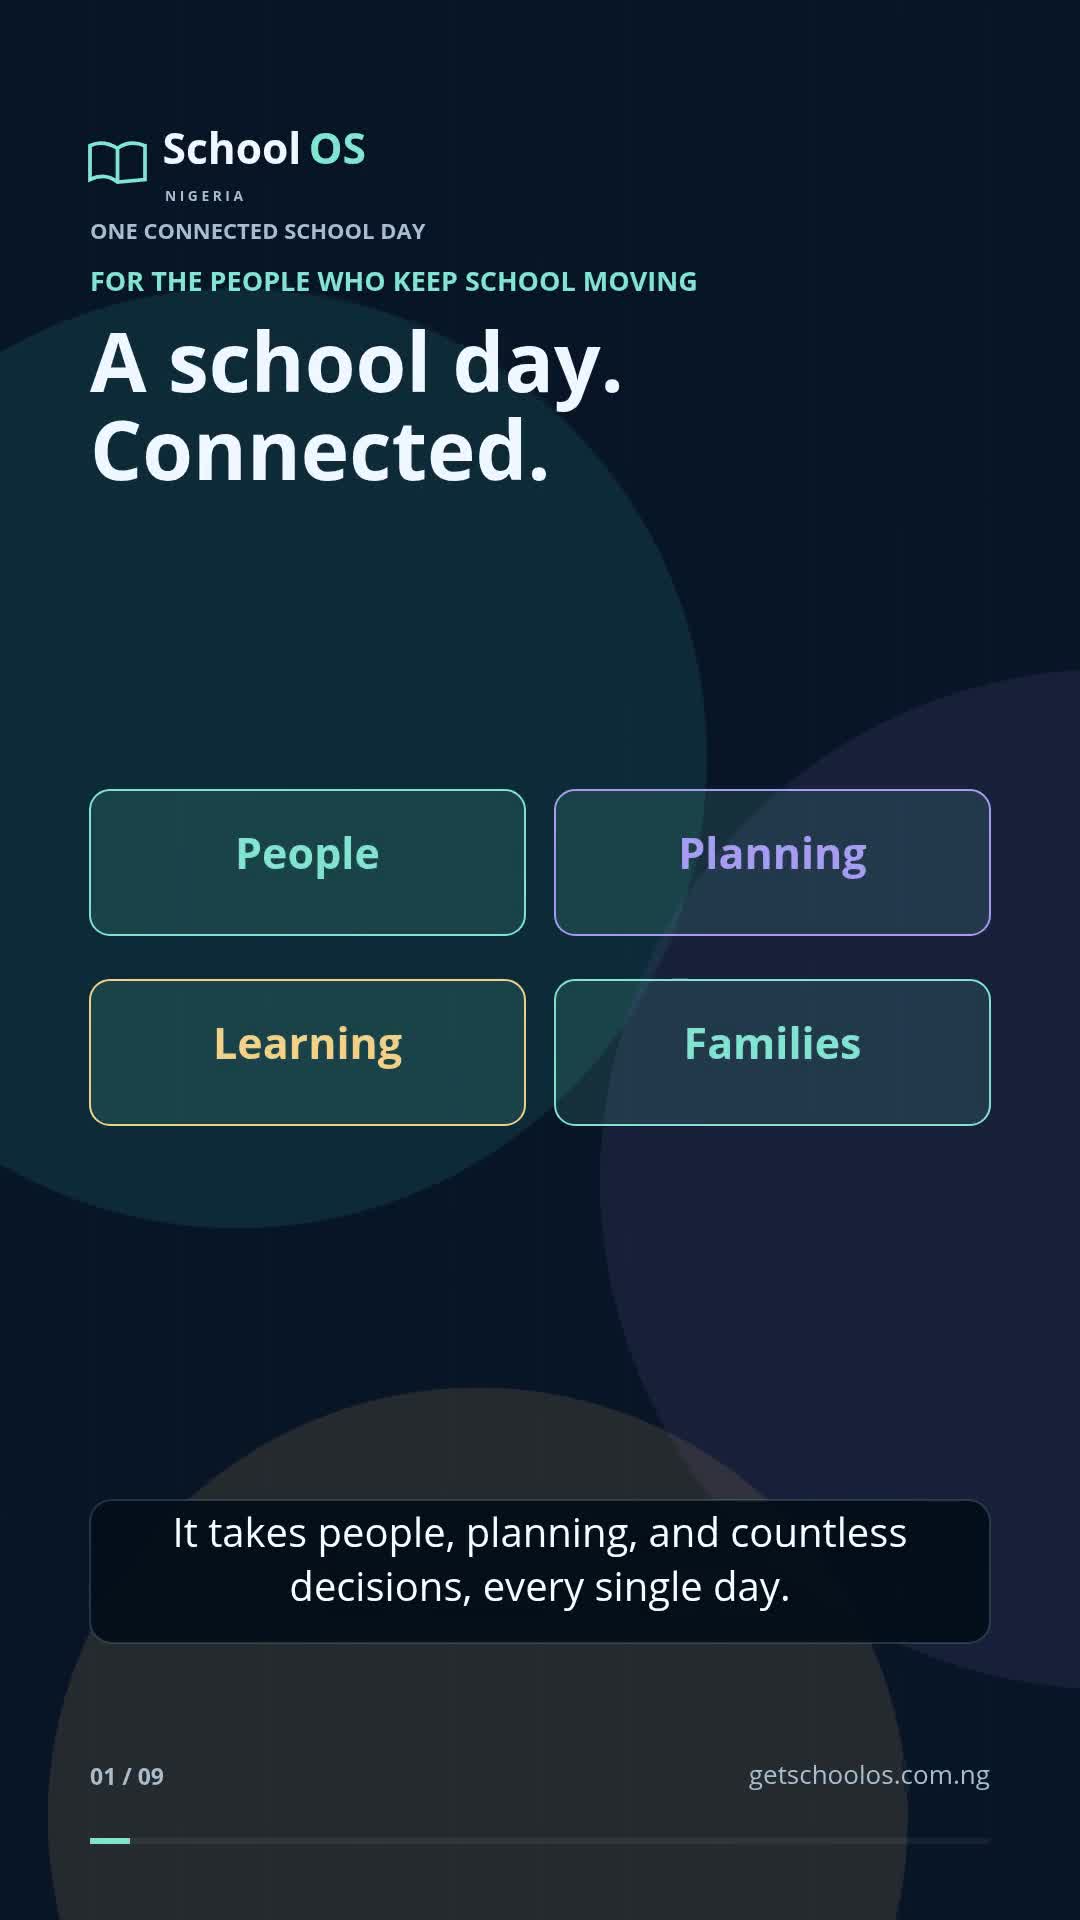 School OS
NIGERIA
ONE CONNECTED SCHOOL DAY
FOR THE PEOPLE WHO KEEP SCHOOL MOVING
A school day.
Connected.
People
Planning
Learning
Families
It takes people, planning, and countless
decisions, every single day.
01 / 09
getschoolos.com.ng